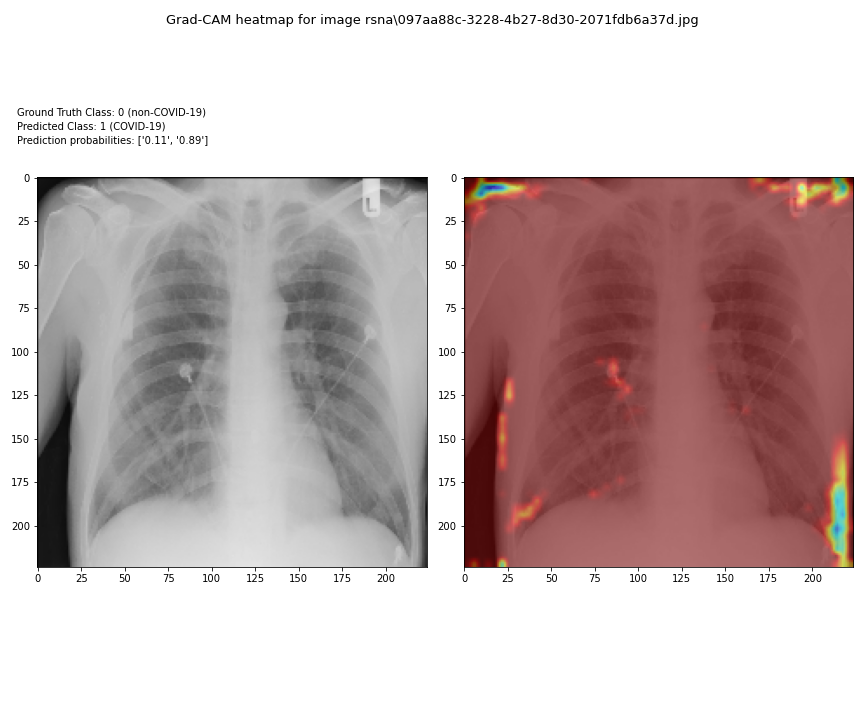 Grad-CAM heatmap for image rsna\097aa88c-3228-4b27-8d30-2071fdb6a37d.jpg
Ground Truth Class: 0 (non-COVID-19)
Predicted Class: 1 (COVID-19)
Prediction probabilities: ['0.11', '0.89']
0
25
50
75
100
125
150
175
200
0 25 50 75 100 125 150 175 200
L
0
25
50
75
100
125
150
175
200
0 25 50 75 100 125 150 175 200
L